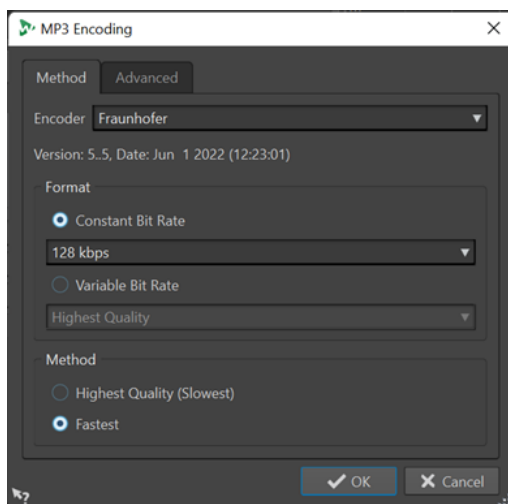 MP3 Encoding
Method Advanced
Encoder Fraunhofer
Version: 5..5, Date: Jun 1 2022 (12:23:01)
Format
Constant Bit Rate
128 kbps
Variable Bit Rate
Highest Quality
Method
Highest Quality (Slowest)
Fastest
OK Cancel
?